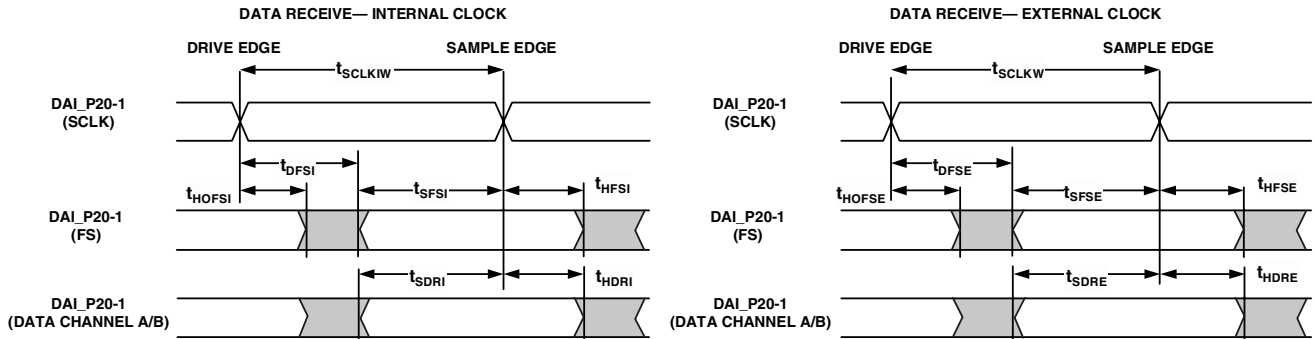 DATA RECEIVE— INTERNAL CLOCK
DRIVE EDGE
SAMPLE EDGE
tSCLKIW
DAI_P20-1
(SCLK)
tDFSI
tHOFSI
tSFSI
tHFSI
DAI_P20-1
(FS)
tSDRI
tHDRI
DAI_P20-1
(DATA CHANNEL A/B)
DATA RECEIVE— EXTERNAL CLOCK
DRIVE EDGE
SAMPLE EDGE
tSCLKW
DAI_P20-1
(SCLK)
tDFSE
tHOFSE
tSFSE
tHFSE
DAI_P20-1
(FS)
tSDRE
tHDRE
DAI_P20-1
(DATA CHANNEL A/B)